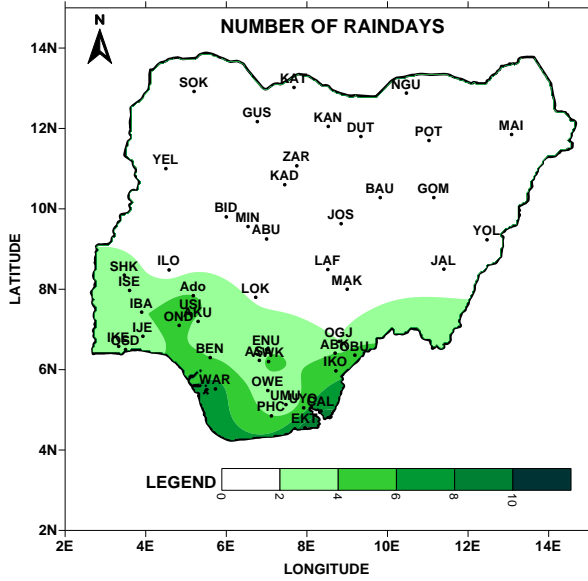 NUMBER OF RAINDAYS
N
14N
SOK
KAT
NGU
GUS
KAN
DUT
POT
MAI
12N
YEL
ZAR
KAD
BAU
GOM
10N
BID
MIN
ABU
JOS
YOL
SHK
ISE
ILO
LAF
MAK
JAL
8N
Ado
USI
AKU
OND
IBA
LOK
IJE
IKE
OSD
BEN
ENU
ASA
AWK
OGJ
ABK
OBU
IKO
6N
WAR
OWE
UMU
UYO
CAL
PHC
EKT
4N
LEGEND
0
2
4
6
8
10
2N
2E
4E
6E
8E
10E
12E
14E
LATITUDE
LONGITUDE